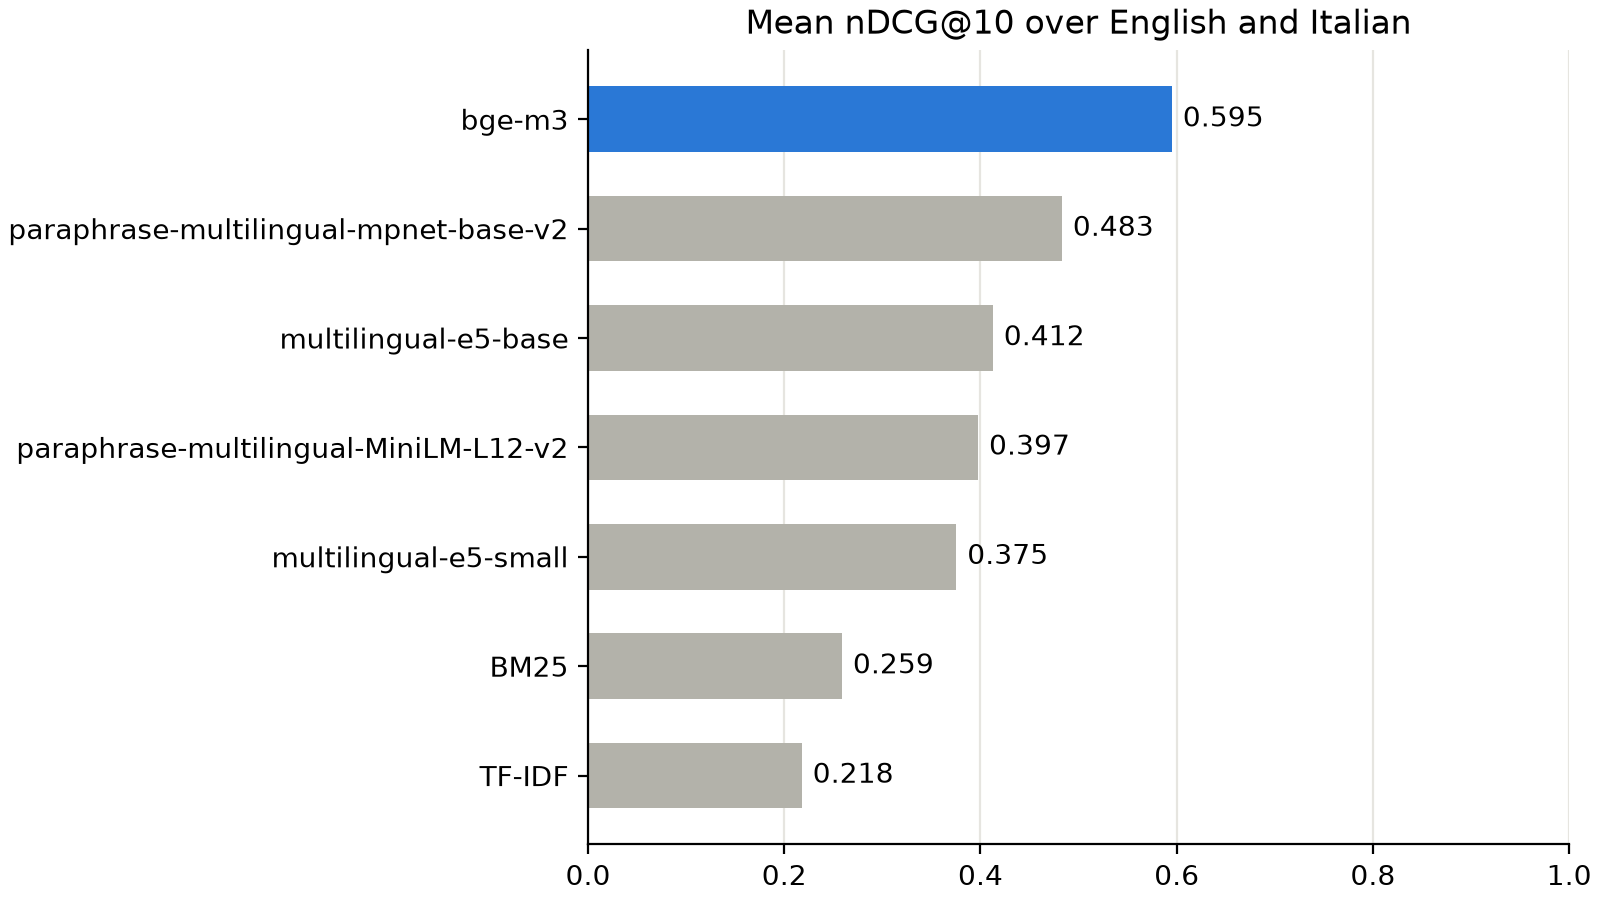 Mean nDCG@10 over English and Italian
bge-m3 0.595
paraphrase-multilingual-mpnet-base-v2 0.483
multilingual-e5-base 0.412
paraphrase-multilingual-MiniLM-L12-v2 0.397
multilingual-e5-small 0.375
BM25 0.259
TF-IDF 0.218
0.0 0.2 0.4 0.6 0.8 1.0